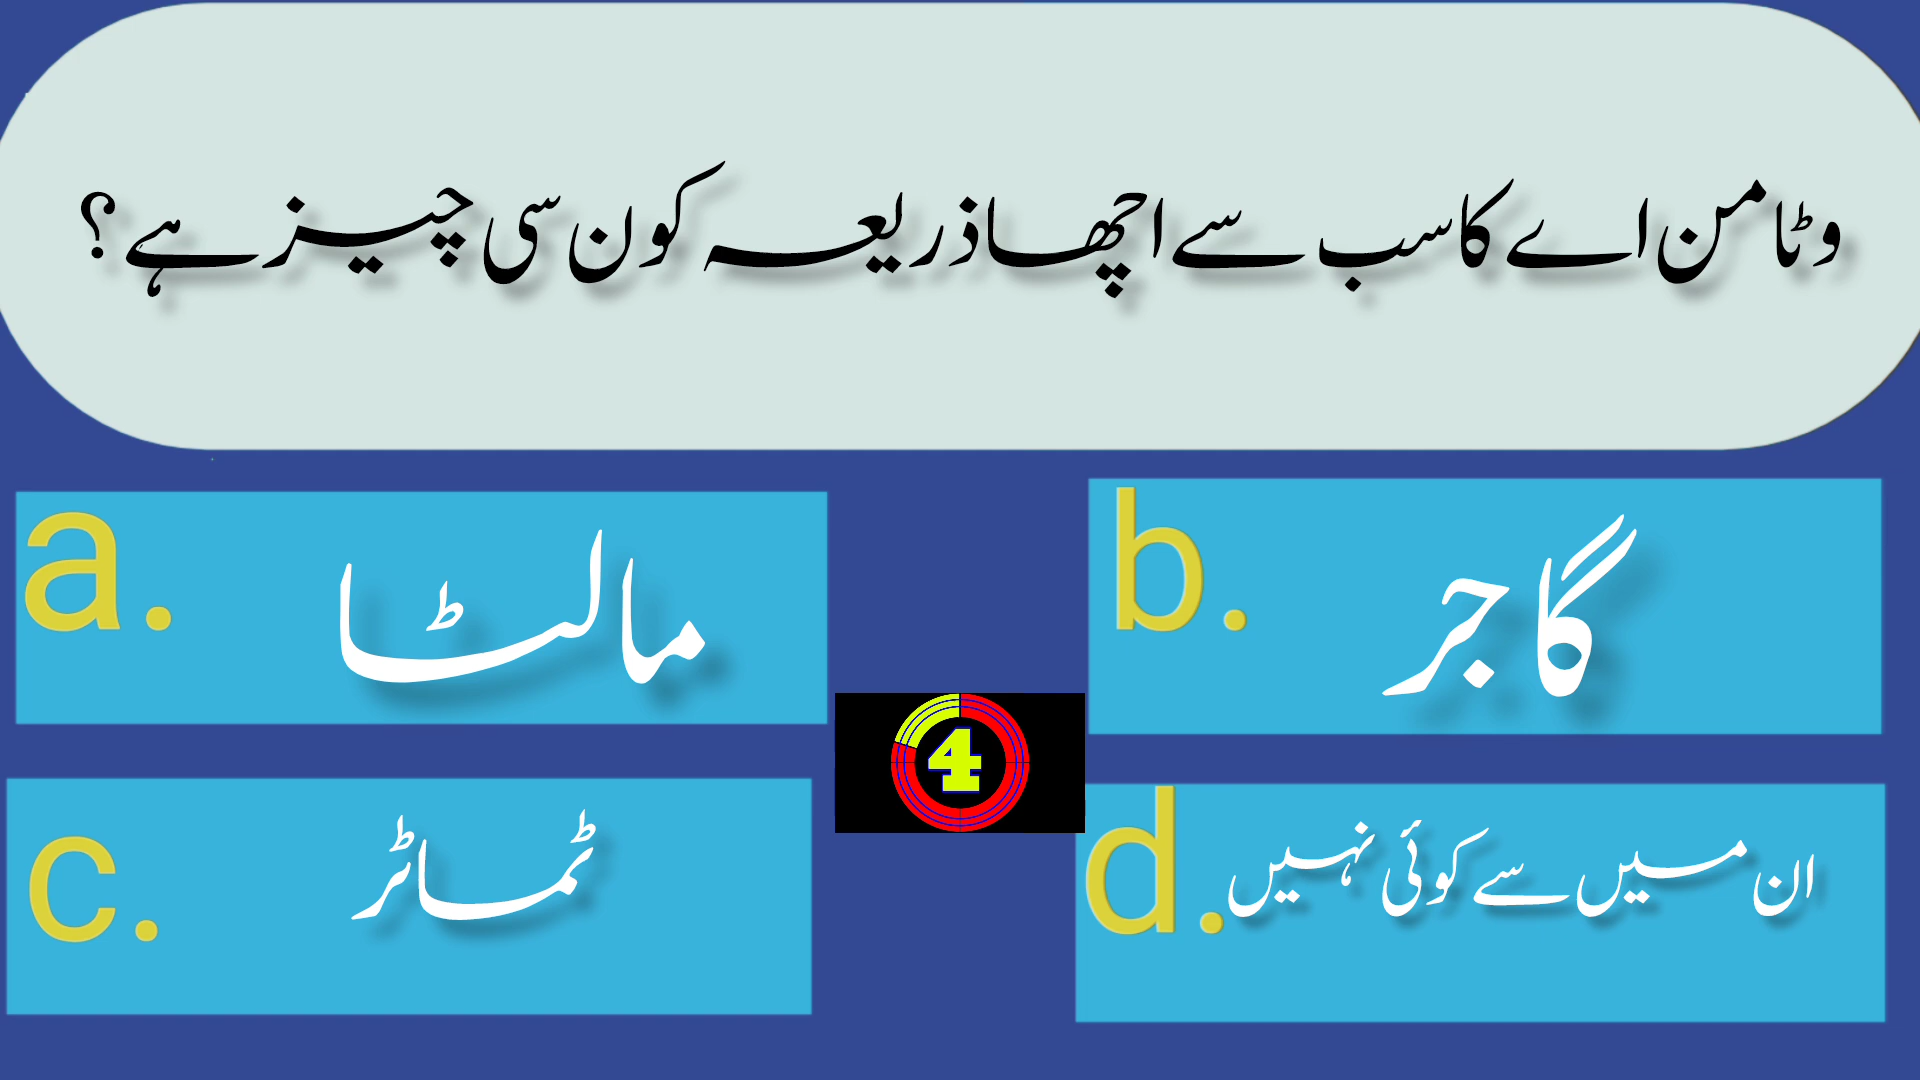 وٹامن اے کا سب سے اچھا ذریعہ کون سی چیز ہے؟
a. مالٹا
b. گاجر
4
c. ٹماٹر
d. ان میں سے کوئی نہیں